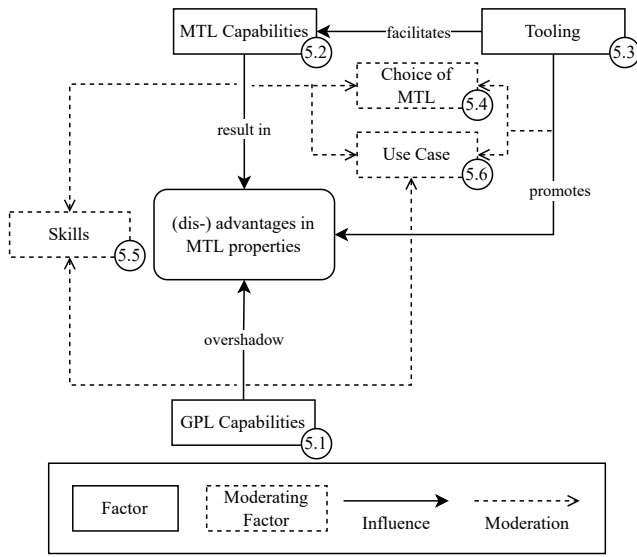 MTL Capabilities
5.2
facilitates
Tooling
5.3
Choice of
MTL
5.4
result in
Use Case
5.6
promotes
(dis-) advantages in
MTL properties
Skills
5.5
overshadow
GPL Capabilities
5.1
Factor
Moderating
Factor
Influence
Moderation